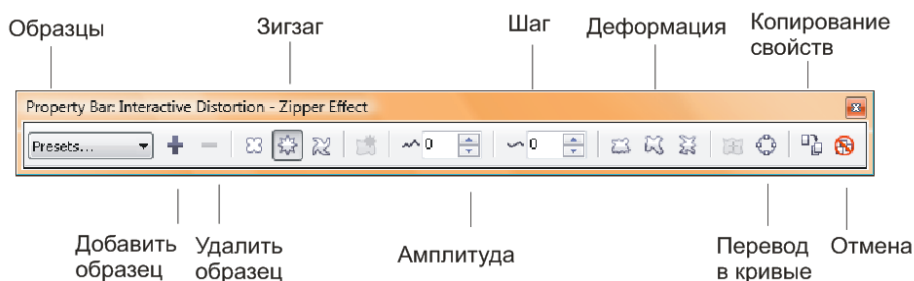 Образцы
Зигзаг
Шаг
Деформация
Копирование
свойств
Property Bar: Interactive Distortion - Zipper Effect
Presets...
0
0
Добавить
образец
Удалить
образец
Амплитуда
Перевод
в кривые
Отмена